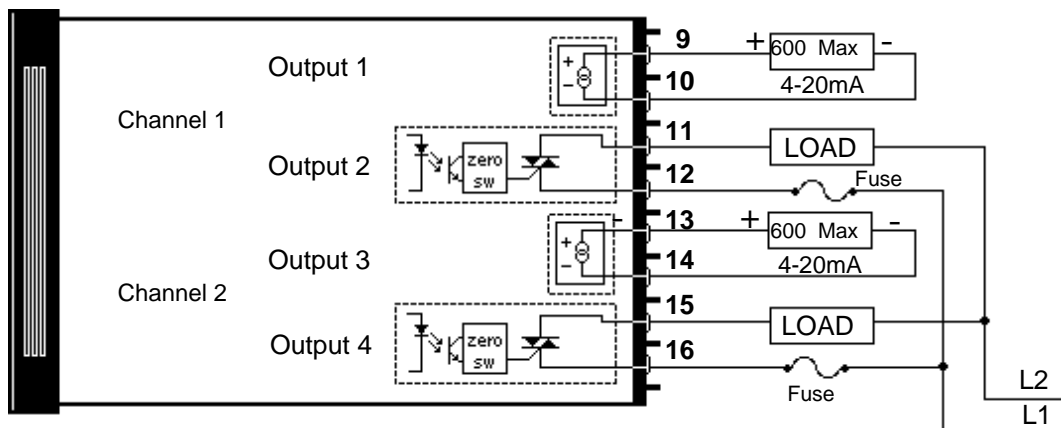 Output 1
Channel 1
Output 2
zero
sw
Output 3
Channel 2
Output 4
zero
sw
+
−
+
−
9
10
11
12
13
14
15
16
+ 600 Max -
4-20mA
LOAD
Fuse
-
+ 600 Max -
4-20mA
LOAD
Fuse
L2
L1